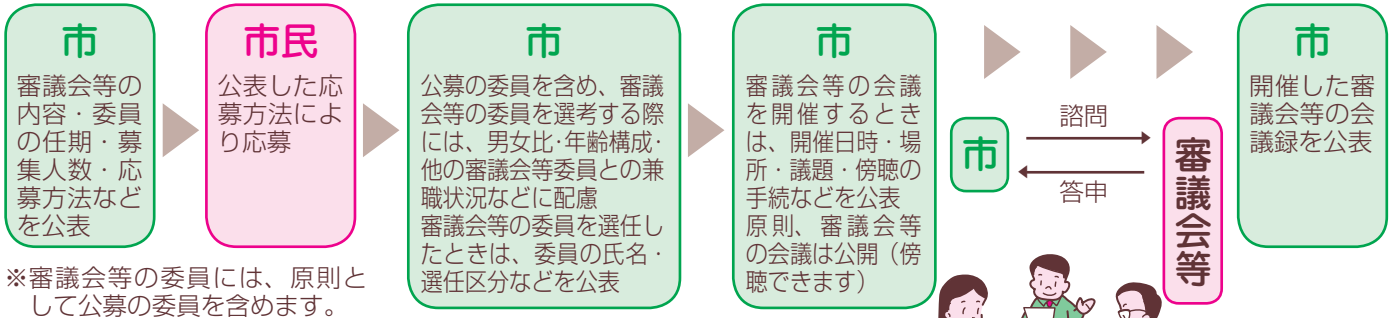 市
審議会等の
内容・委員
の任期・募
集人数・応
募方法など
を公表
市民
公表した応
募方法によ
り応募
市
公募の委員を含め、審議
会等の委員を選考する際
には、男女比・年齢構成・
他の審議会等委員との兼
職状況などに配慮
審議会等の委員を選任し
たときは、委員の氏名・
選任区分などを公表
市
審議会等の会議
を開催するとき
は、開催日時・場
所・議題・傍聴の
手続などを公表
原則、審議会等
の会議は公開（傍
聴できます）
市
諮問
答申
審議会等
市
開催した審
議会等の会
議録を公表
※審議会等の委員には、原則と
して公募の委員を含めます。